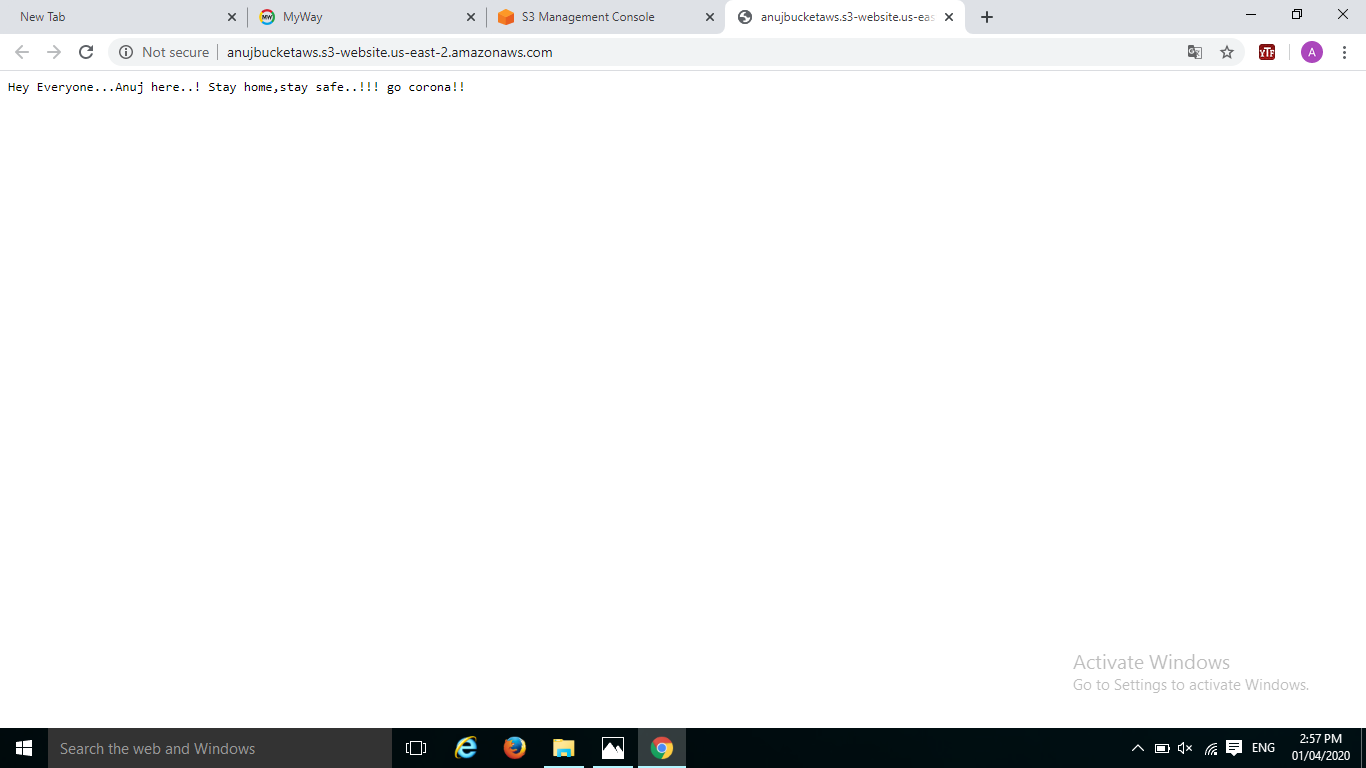 New Tab
MyWay
S3 Management Console
anujbucketaws.s3-website.us-eas
Not secure
anujbucketaws.s3-website.us-east-2.amazonaws.com
YTF
A
Hey Everyone...Anuj here..! Stay home,stay safe..!!! go corona!!
Activate Windows
Go to Settings to activate Windows.
Search the web and Windows
ENG
2:57 PM
01/04/2020